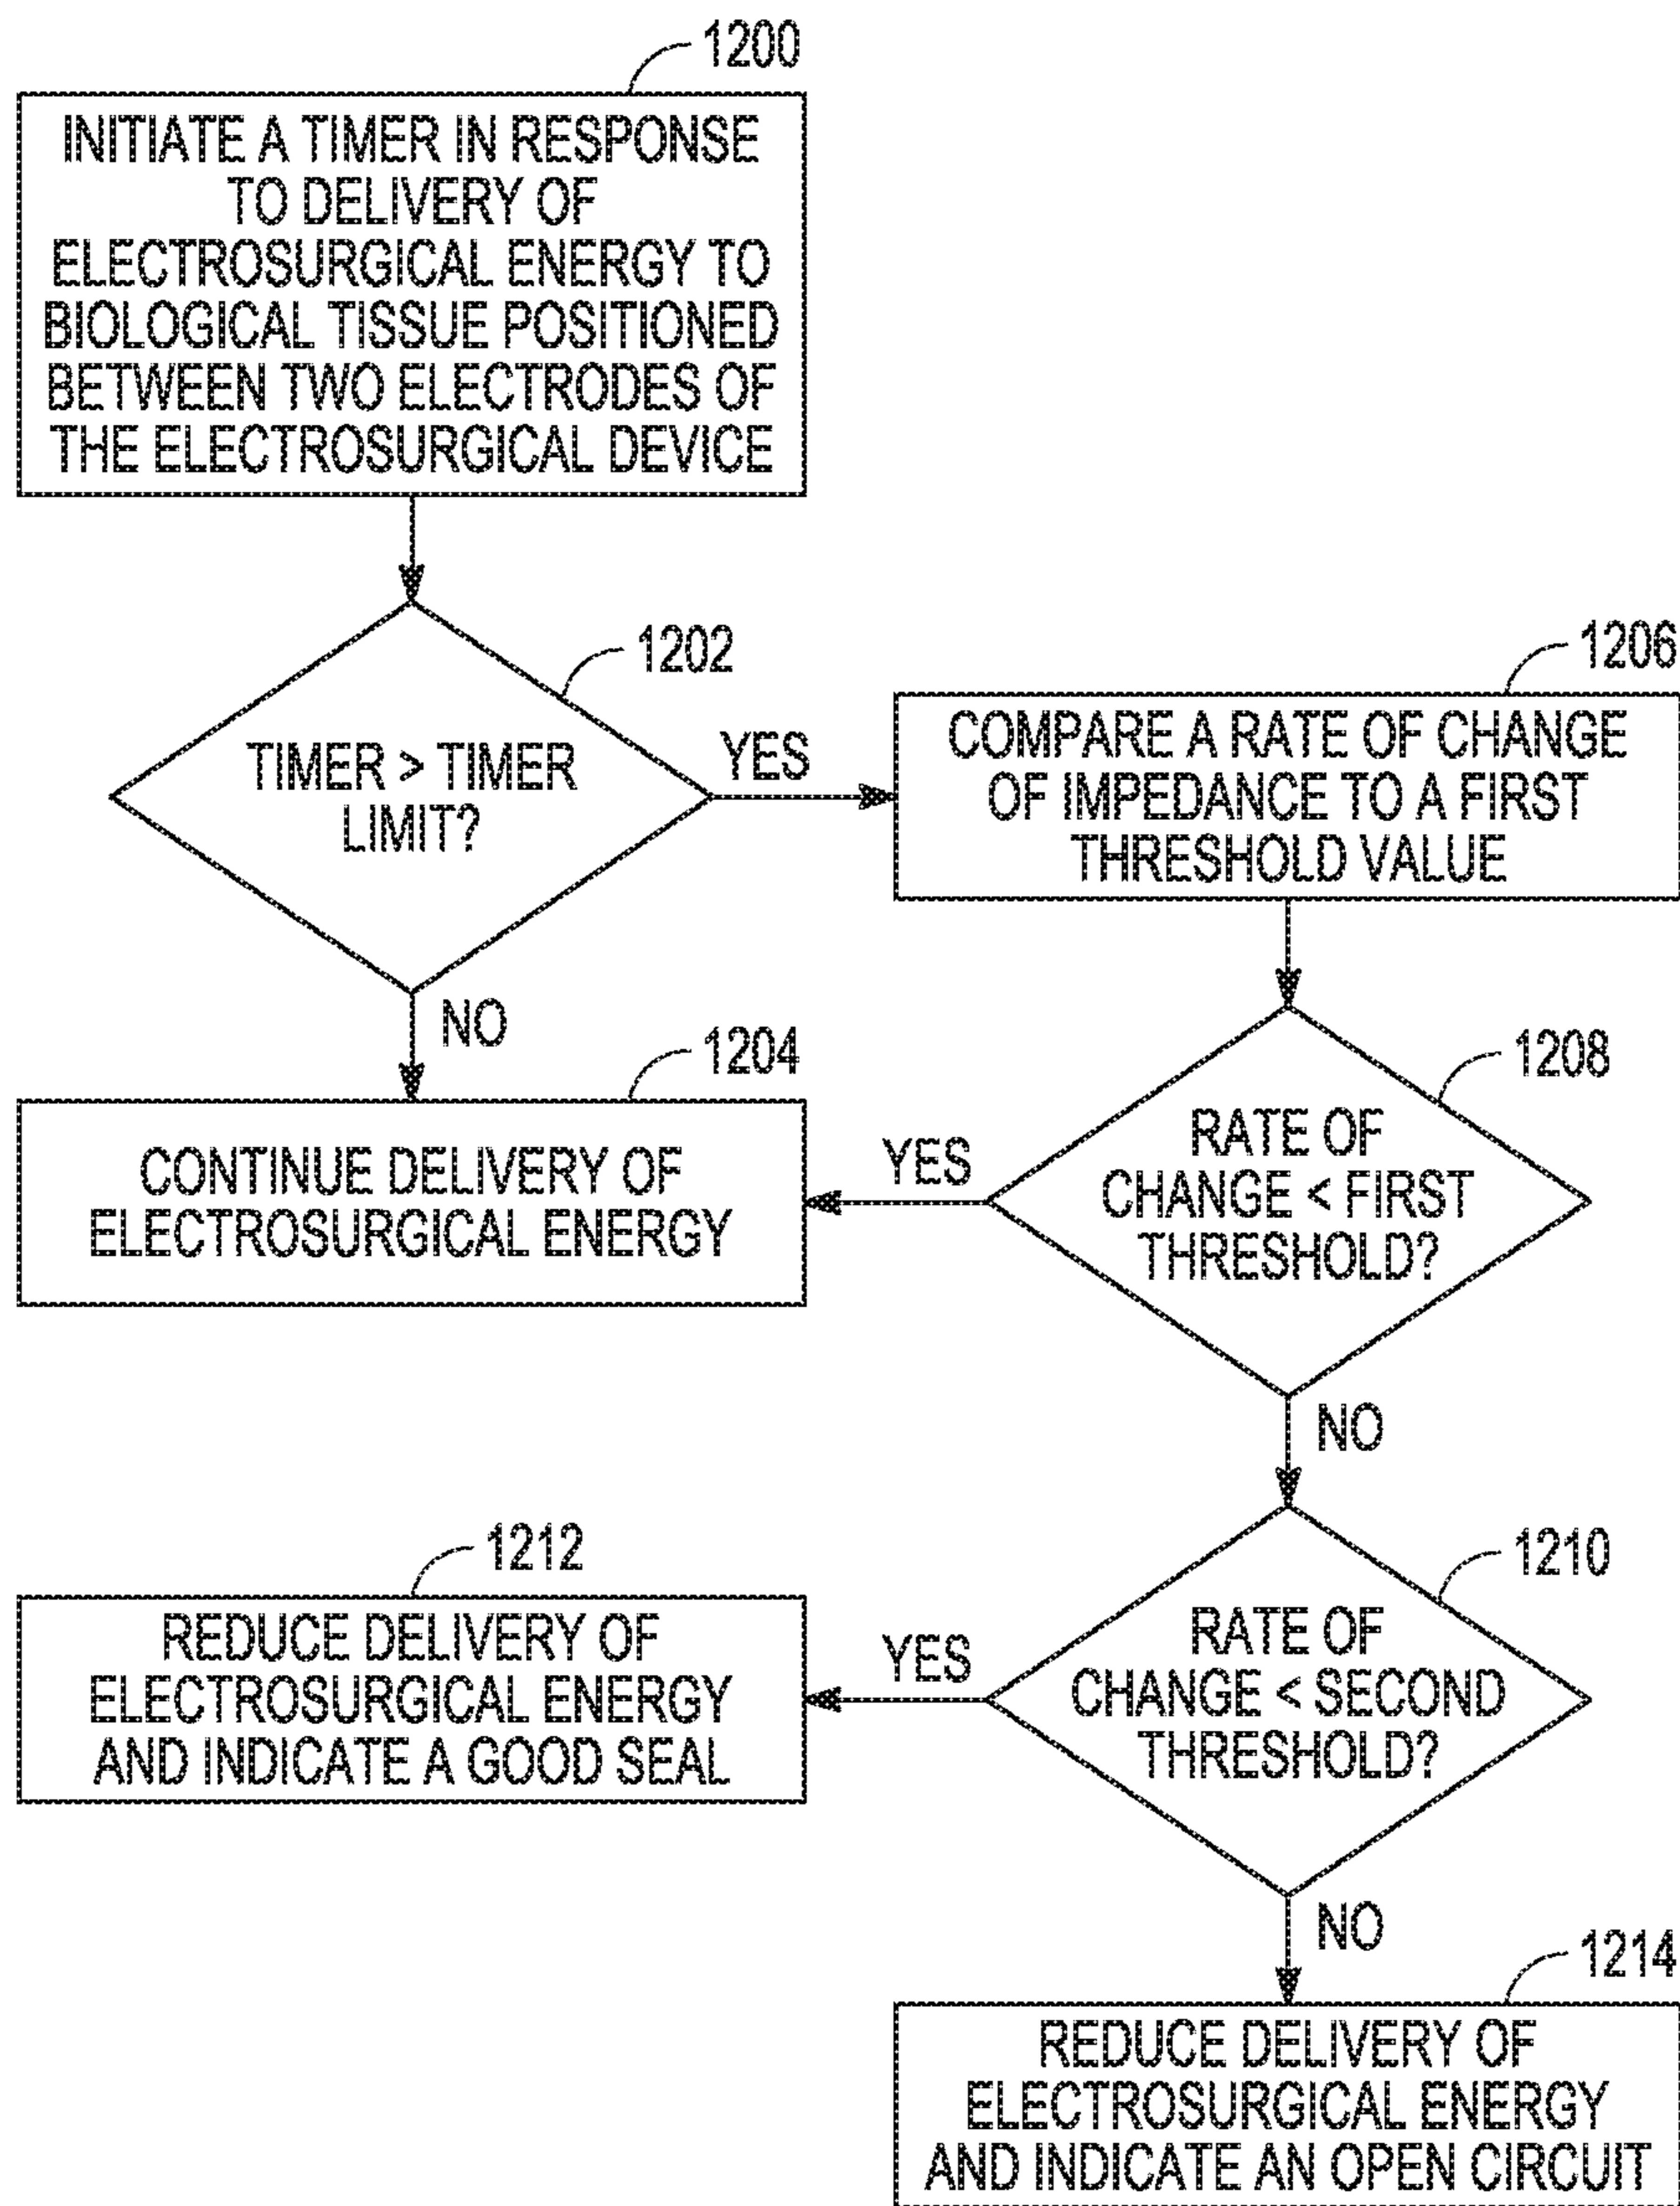 1200
INITIATE A TIMER IN RESPONSE
TO DELIVERY OF
ELECTROSURGICAL ENERGY TO
BIOLOGICAL TISSUE POSITIONED
BETWEEN TWO ELECTRODES OF
THE ELECTROSURGICAL DEVICE
1202
TIMER > TIMER
LIMIT?
YES
NO
1206
COMPARE A RATE OF CHANGE
OF IMPEDANCE TO A FIRST
THRESHOLD VALUE
1204
CONTINUE DELIVERY OF
ELECTROSURGICAL ENERGY
1208
RATE OF
CHANGE < FIRST
THRESHOLD?
YES
NO
1210
RATE OF
CHANGE < SECOND
THRESHOLD?
YES
NO
1212
REDUCE DELIVERY OF
ELECTROSURGICAL ENERGY
AND INDICATE A GOOD SEAL
1214
REDUCE DELIVERY OF
ELECTROSURGICAL ENERGY
AND INDICATE AN OPEN CIRCUIT